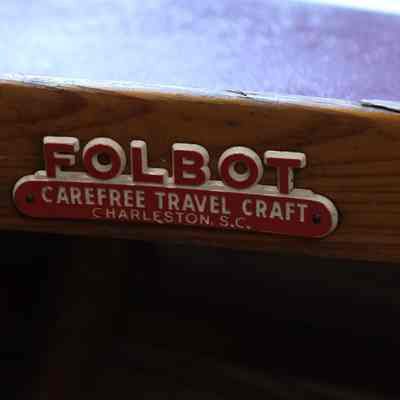 FOLBOT
CAREFREE TRAVEL CRAFT
CHARLESTON, S.C.